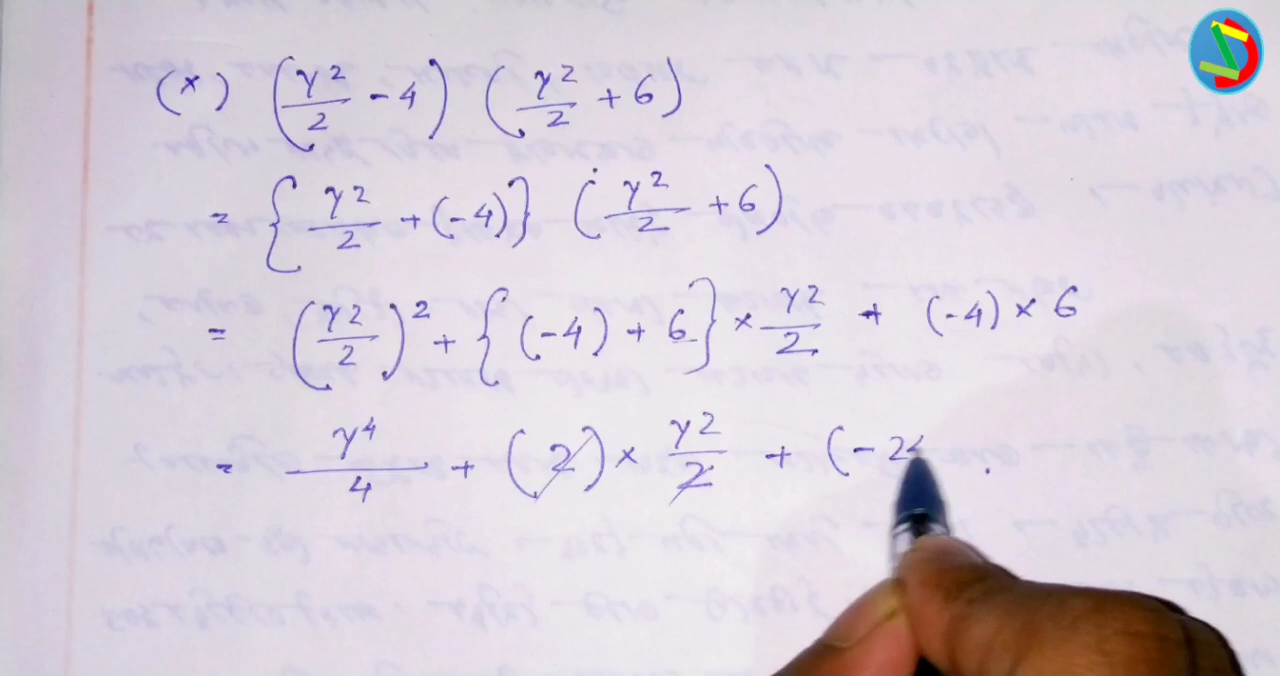 (x) (γ²/2 - 4) (γ²/2 + 6)
= {γ²/2 + (-4)} (γ²/2 + 6)
= (γ²/2)² + {(-4) + 6} × γ²/2 + (-4) × 6
= γ⁴/4 + (2) × γ²/2 + (-24